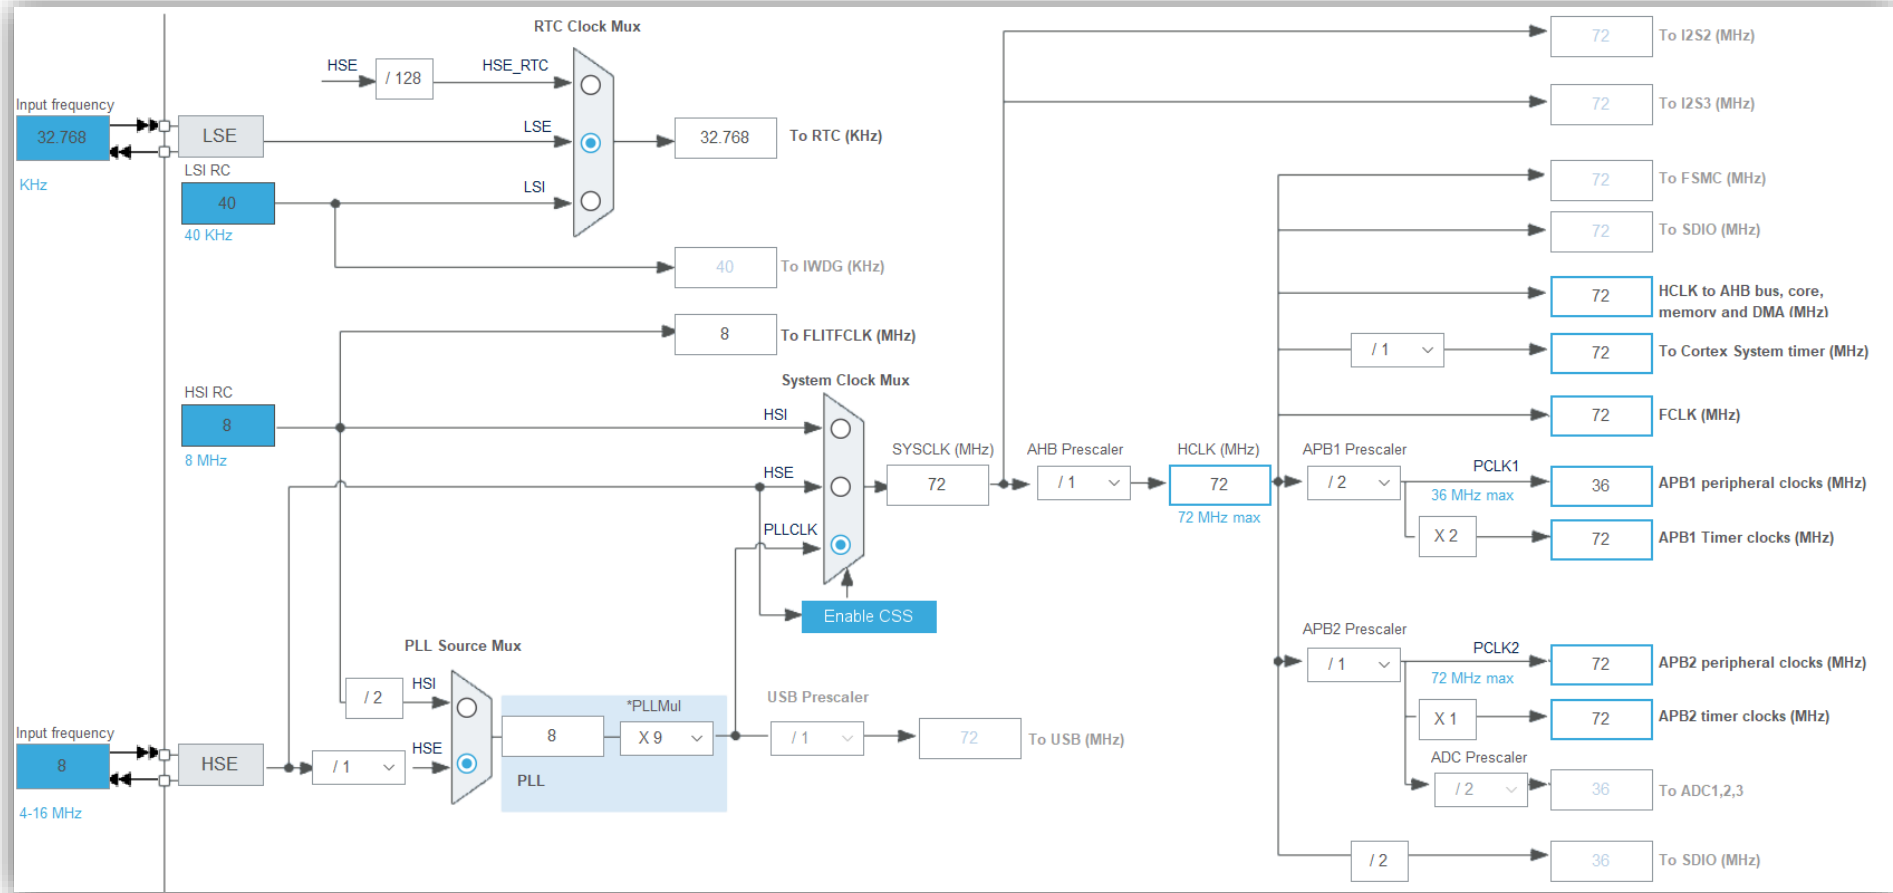 RTC Clock Mux
HSE
/ 128
HSE_RTC
72
To I2S2 (MHz)
72
To I2S3 (MHz)
Input frequency
32.768
KHz
LSE
LSE
32.768
To RTC (KHz)
LSI RC
40
40 KHz
LSI
40
To IWDG (KHz)
72
To FSMC (MHz)
72
To SDIO (MHz)
72
HCLK to AHB bus, core,
memory and DMA (MHz)
/ 1
72
To Cortex System timer (MHz)
72
FCLK (MHz)
8
To FLITFCLK (MHz)
HSI RC
8
8 MHz
System Clock Mux
HSI
HSE
PLLCLK
Enable CSS
SYSCLK (MHz)
72
AHB Prescaler
/ 1
HCLK (MHz)
72
72 MHz max
APB1 Prescaler
/ 2
PCLK1
36 MHz max
36
APB1 peripheral clocks (MHz)
X 2
72
APB1 Timer clocks (MHz)
APB2 Prescaler
/ 1
PCLK2
72 MHz max
72
APB2 peripheral clocks (MHz)
X 1
72
APB2 timer clocks (MHz)
ADC Prescaler
/ 2
36
To ADC1,2,3
/ 2
36
To SDIO (MHz)
PLL Source Mux
/ 2
HSI
Input frequency
8
4-16 MHz
HSE
/ 1
HSE
8
*PLLMul
X 9
PLL
USB Prescaler
/ 1
72
To USB (MHz)